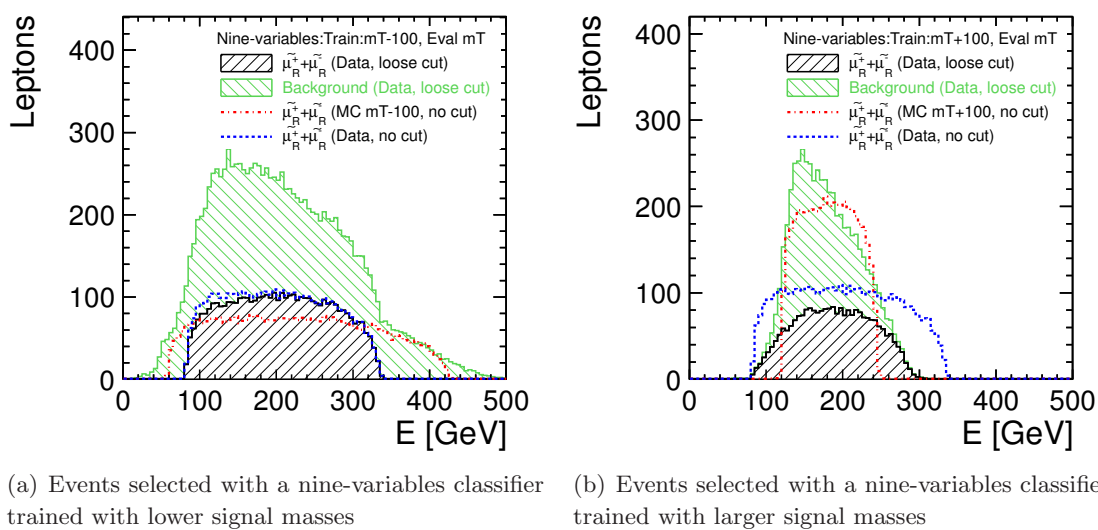 Leptons
400
300
200
100
0
Nine-variables:Train:mT-100, Eval mT
μ̃R⁺+μ̃R⁻ (Data, loose cut)
Background (Data, loose cut)
μ̃R⁺+μ̃R⁻ (MC mT-100, no cut)
μ̃R⁺+μ̃R⁻ (Data, no cut)
0 100 200 300 400 500
E [GeV]
(a) Events selected with a nine-variables classifier
trained with lower signal masses
Leptons
400
300
200
100
0
Nine-variables:Train:mT+100, Eval mT
μ̃R⁺+μ̃R⁻ (Data, loose cut)
Background (Data, loose cut)
μ̃R⁺+μ̃R⁻ (MC mT+100, no cut)
μ̃R⁺+μ̃R⁻ (Data, no cut)
0 100 200 300 400 500
E [GeV]
(b) Events selected with a nine-variables classifie
trained with larger signal masses